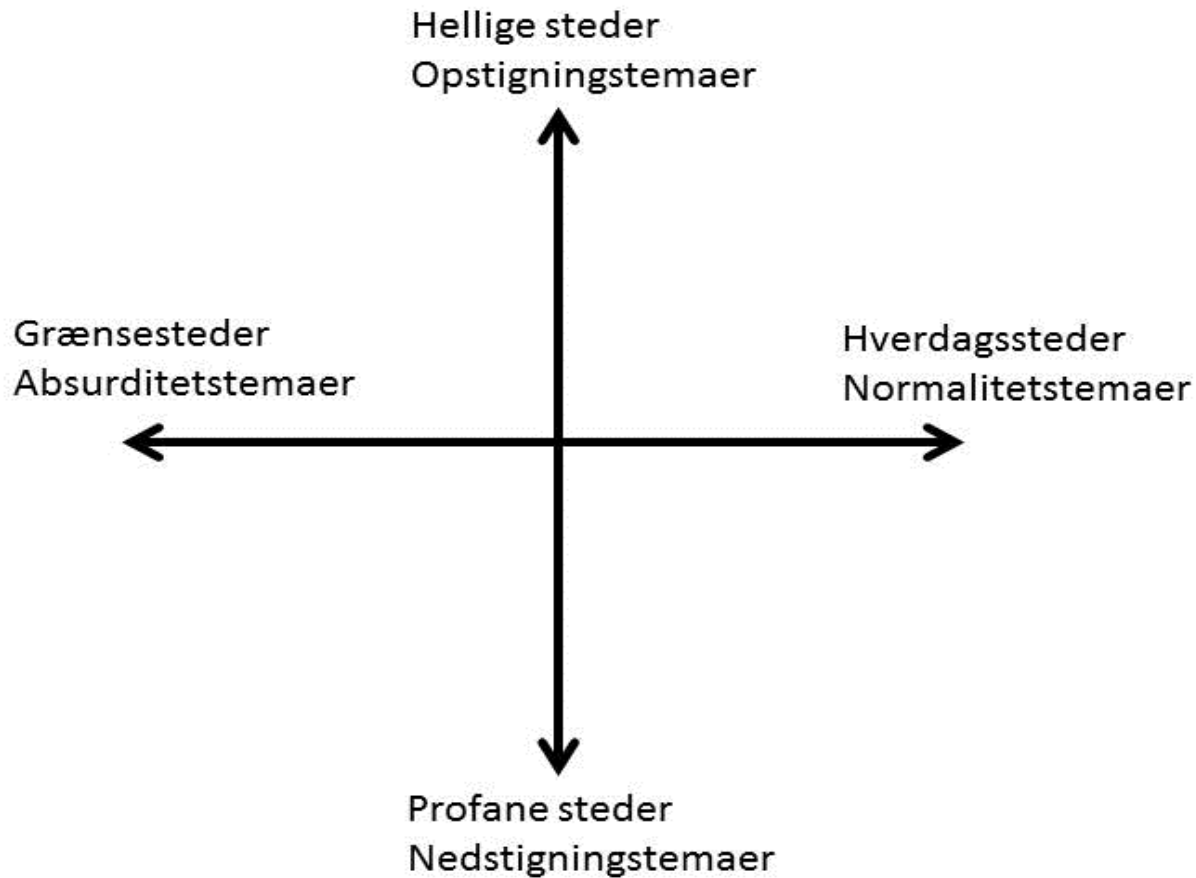 Hellige steder
Opstigningstemaer
Grænsesteder
Absurditetstemaer
Hverdagssteder
Normalitetstemaer
Profane steder
Nedstigningstemaer